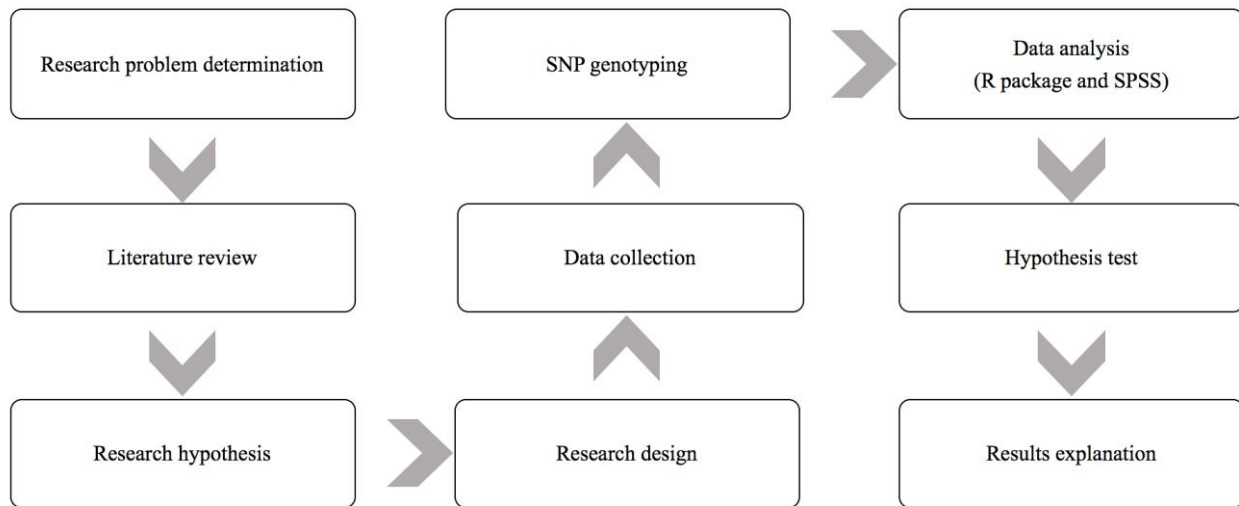 Research problem determination
Literature review
Research hypothesis
Research design
Data collection
SNP genotyping
Data analysis
(R package and SPSS)
Hypothesis test
Results explanation